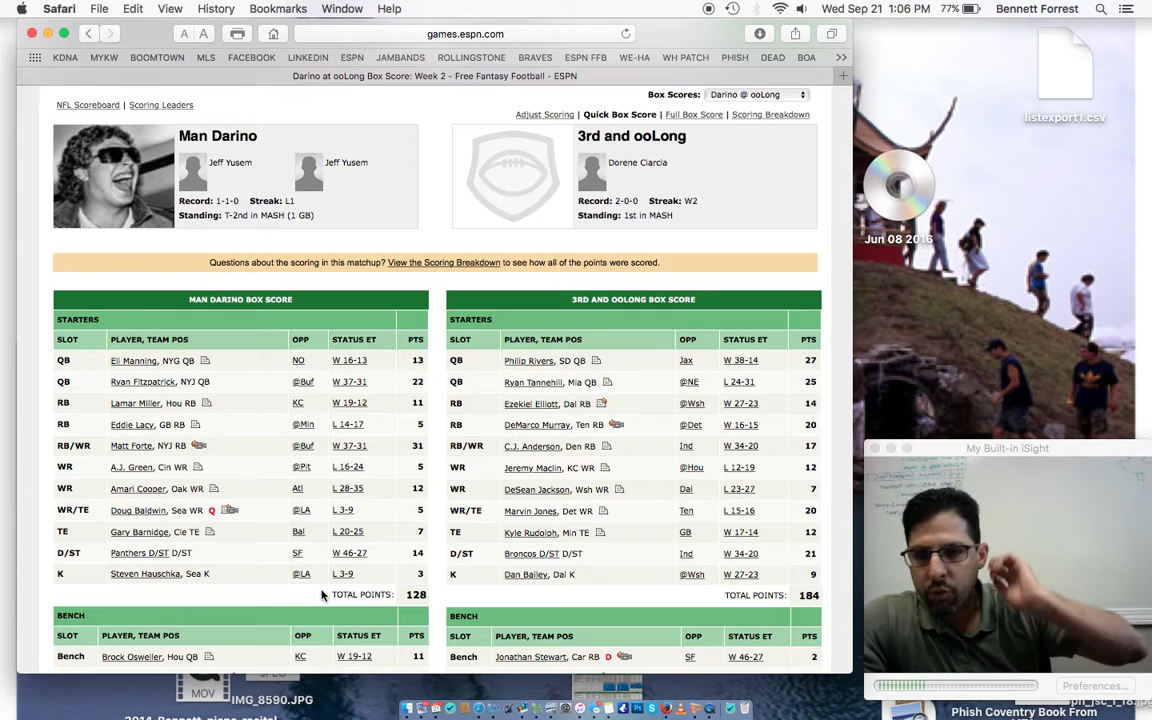 Safari File Edit View History Bookmarks Window Help Wed Sep 21 1:06 PM 77% Bennett Forrest
A A games.espn.com
KDNA MYKW BOOMTOWN MLS FACEBOOK LINKEDIN ESPN JAMBANDS ROLLINGSTONE BRAVES ESPN FFB WE-HA WH PATCH PHISH DEAD BOA
Darino at ooLong Box Score: Week 2 - Free Fantasy Football - ESPN
listexport1.csv
Jun 08 2016
Box Scores: Darino @ ooLong
NFL Scoreboard | Scoring Leaders
Adjust Scoring | Quick Box Score | Full Box Score | Scoring Breakdown
Man Darino 3rd and ooLong
Jeff Yusem Jeff Yusem Dorene Ciarcia
Record: 1-1-0 Streak: L1 Record: 2-0-0 Streak: W2
Standing: T-2nd in MASH (1 GB) Standing: 1st in MASH
Questions about the scoring in this matchup? View the Scoring Breakdown to see how all of the points were scored.
MAN DARINO BOX SCORE
STARTERS
SLOT PLAYER, TEAM POS OPP STATUS ET PTS
QB Eli Manning, NYG QB NO W 16-13 13
QB Ryan Fitzpatrick, NYJ QB @Buf W 37-31 22
RB Lamar Miller, Hou RB KC W 19-12 11
RB Eddie Lacy, GB RB @Min L 14-17 5
RB/WR Matt Forte, NYJ RB @Buf W 37-31 31
WR A.J. Green, Cin WR @Pit L 16-24 5
WR Amari Cooper, Oak WR Atl L 28-35 12
WR/TE Doug Baldwin, Sea WR Q @LA L 3-9 5
TE Gary Barnidge, Cle TE Bal L 20-25 7
D/ST Panthers D/ST D/ST SF W 46-27 14
K Steven Hauschka, Sea K @LA L 3-9 3
TOTAL POINTS: 128
BENCH
SLOT PLAYER, TEAM POS OPP STATUS ET PTS
Bench Brock Osweiler, Hou QB KC W 19-12 11
3RD AND OOLONG BOX SCORE
STARTERS
SLOT PLAYER, TEAM POS OPP STATUS ET PTS
QB Philip Rivers, SD QB Jax W 38-14 27
QB Ryan Tannehill, Mia QB @NE L 24-31 25
RB Ezekiel Elliott, Dal RB @Wsh W 27-23 14
RB DeMarco Murray, Ten RB @Det W 16-15 20
RB/WR C.J. Anderson, Den RB Ind W 34-20 17
WR Jeremy Maclin, KC WR @Hou L 12-19 12
WR DeSean Jackson, Wsh WR Dal L 23-27 7
WR/TE Marvin Jones, Det WR Ten L 15-16 20
TE Kyle Rudolph, Min TE GB W 17-14 12
D/ST Broncos D/ST D/ST Ind W 34-20 21
K Dan Bailey, Dal K @Wsh W 27-23 9
TOTAL POINTS: 184
BENCH
SLOT PLAYER, TEAM POS OPP STATUS ET PTS
Bench Jonathan Stewart, Car RB D SF W 46-27 2
My Built-in iSight
Preferences...
MOV
IMG_8590.JPG
Phish Coventry Book From